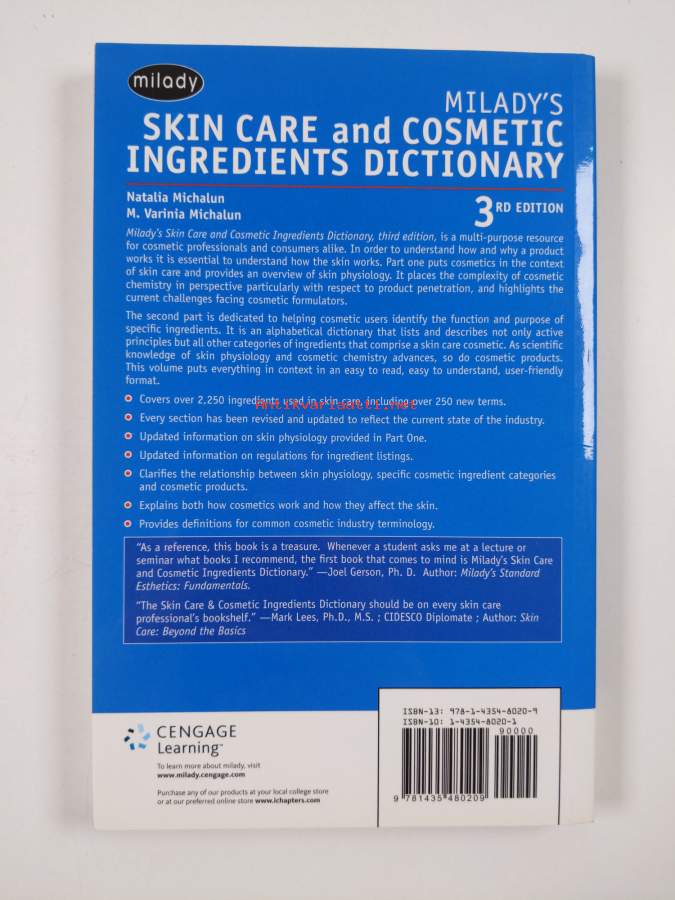 milady
MILADY'S
SKIN CARE and COSMETIC
INGREDIENTS DICTIONARY
Natalia Michalun
M. Varinia Michalun
3 RD EDITION
Milady's Skin Care and Cosmetic Ingredients Dictionary, third edition, is a multi-purpose resource
for cosmetic professionals and consumers alike. In order to understand how and why a product
works it is essential to understand how the skin works. Part one puts cosmetics in the context
of skin care and provides an overview of skin physiology. It places the complexity of cosmetic
chemistry in perspective particularly with respect to product penetration, and highlights the
current challenges facing cosmetic formulators.
The second part is dedicated to helping cosmetic users identify the function and purpose of
specific ingredients. It is an alphabetical dictionary that lists and describes not only active
principles but all other categories of ingredients that comprise a skin care cosmetic. As scientific
knowledge of skin physiology and cosmetic chemistry advances, so do cosmetic products.
This volume puts everything in context in an easy to read, easy to understand, user-friendly
format.
Covers over 2,250 ingredients used in skin care, including over 250 new terms.
Antikvariaatti.net
Every section has been revised and updated to reflect the current state of the industry.
Updated information on skin physiology provided in Part One.
Updated information on regulations for ingredient listings.
Clarifies the relationship between skin physiology, specific cosmetic ingredient categories
and cosmetic products.
Explains both how cosmetics work and how they affect the skin.
Provides definitions for common cosmetic industry terminology.
"As a reference, this book is a treasure. Whenever a student asks me at a lecture or
seminar what books I recommend, the first book that comes to mind is Milady's Skin Care
and Cosmetic Ingredients Dictionary." —Joel Gerson, Ph. D. Author: Milady's Standard
Esthetics: Fundamentals.
"The Skin Care & Cosmetic Ingredients Dictionary should be on every skin care
professional's bookshelf." —Mark Lees, Ph.D., M.S. ; CIDESCO Diplomate ; Author: Skin
Care: Beyond the Basics
CENGAGE
Learning™
To learn more about milady, visit
www.milady.cengage.com
Purchase any of our products at your local college store
or at our preferred online store www.ichapters.com
ISBN-13: 978-1-4354-8020-9
ISBN-10: 1-4354-8020-1
90000
9 781435 480209